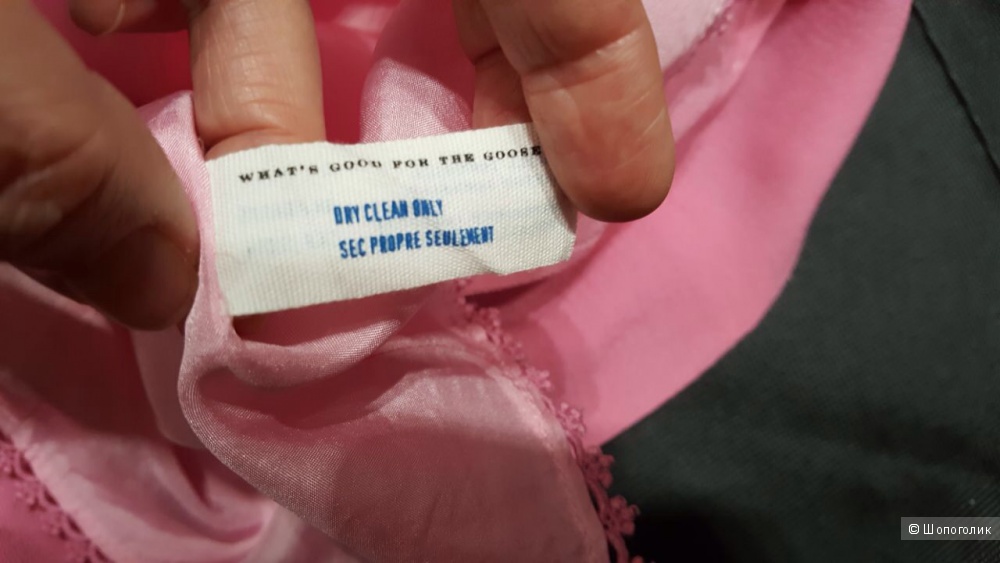 WHAT'S GOOD FOR THE GOOSE
DRY CLEAN ONLY
SEC PROPRE SEULEMENT
© Шопоголик